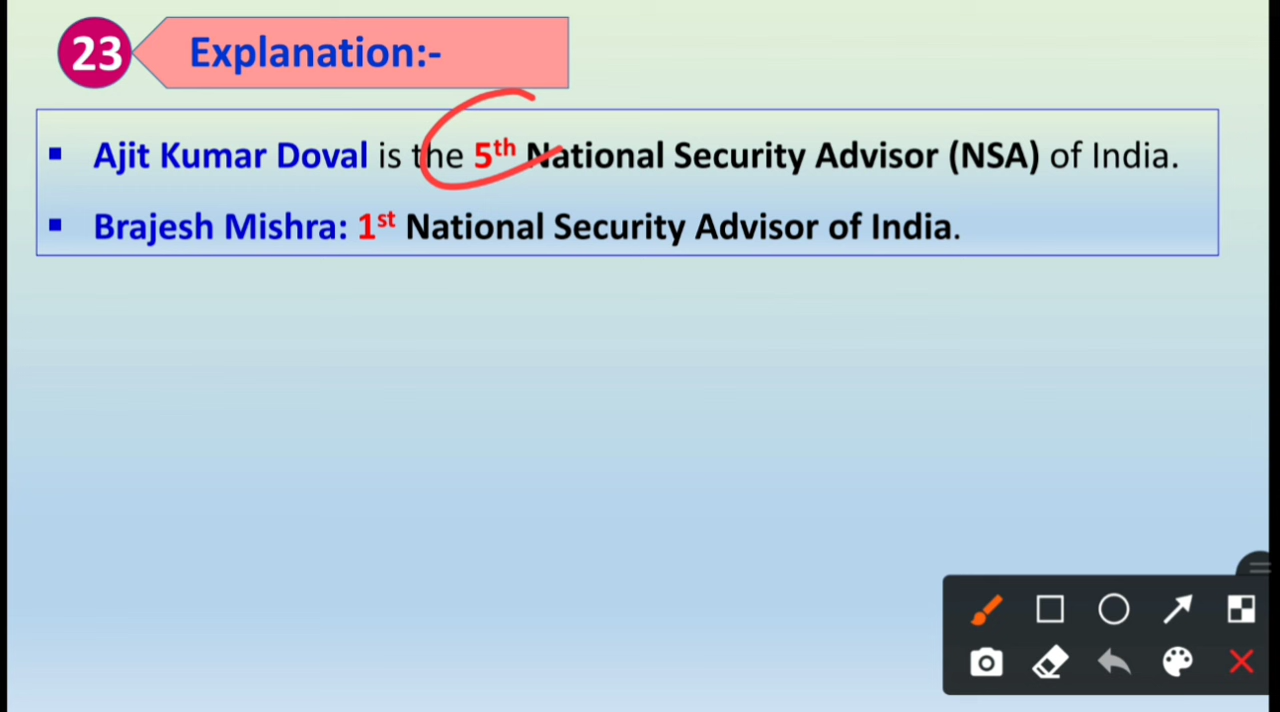 23 Explanation:-
▪ Ajit Kumar Doval is the 5th National Security Advisor (NSA) of India.
▪ Brajesh Mishra: 1st National Security Advisor of India.